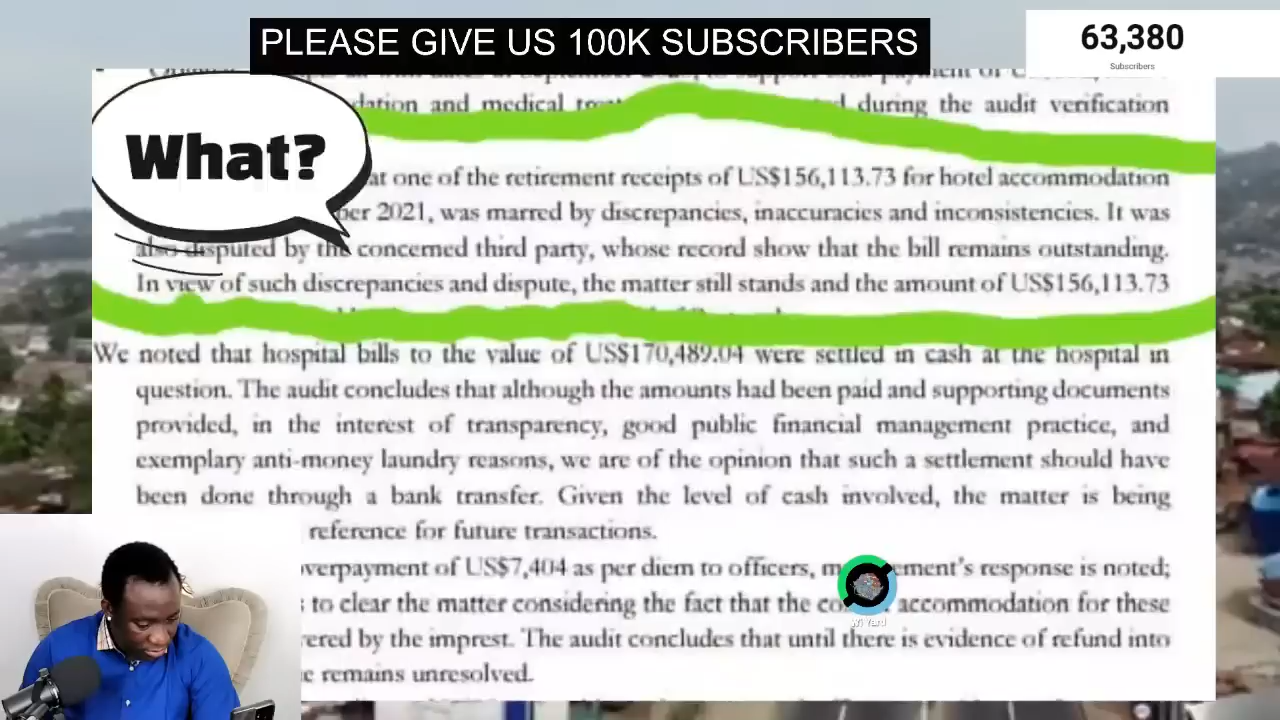 PLEASE GIVE US 100K SUBSCRIBERS
63,380
Subscribers
dation and medical during the audit verification
What?
at one of the retirement receipts of US$156,113.73 for hotel accommodation
ber 2021, was marred by discrepancies, inaccuracies and inconsistencies. It was
also disputed by the concerned third party, whose record show that the bill remains outstanding.
In view of such discrepancies and dispute, the matter still stands and the amount of US$156,113.73
We noted that hospital bills to the value of US$170,489.04 were settled in cash at the hospital in
question. The audit concludes that although the amounts had been paid and supporting documents
provided, in the interest of transparency, good public financial management practice, and
exemplary anti-money laundry reasons, we are of the opinion that such a settlement should have
been done through a bank transfer. Given the level of cash involved, the matter is being
reference for future transactions.
verpayment of US$7,404 as per diem to officers, m ement's response is noted;
to clear the matter considering the fact that the co accommodation for these
ered by the imprest. The audit concludes that until there is evidence of refund into
e remains unresolved.
Wi Yard